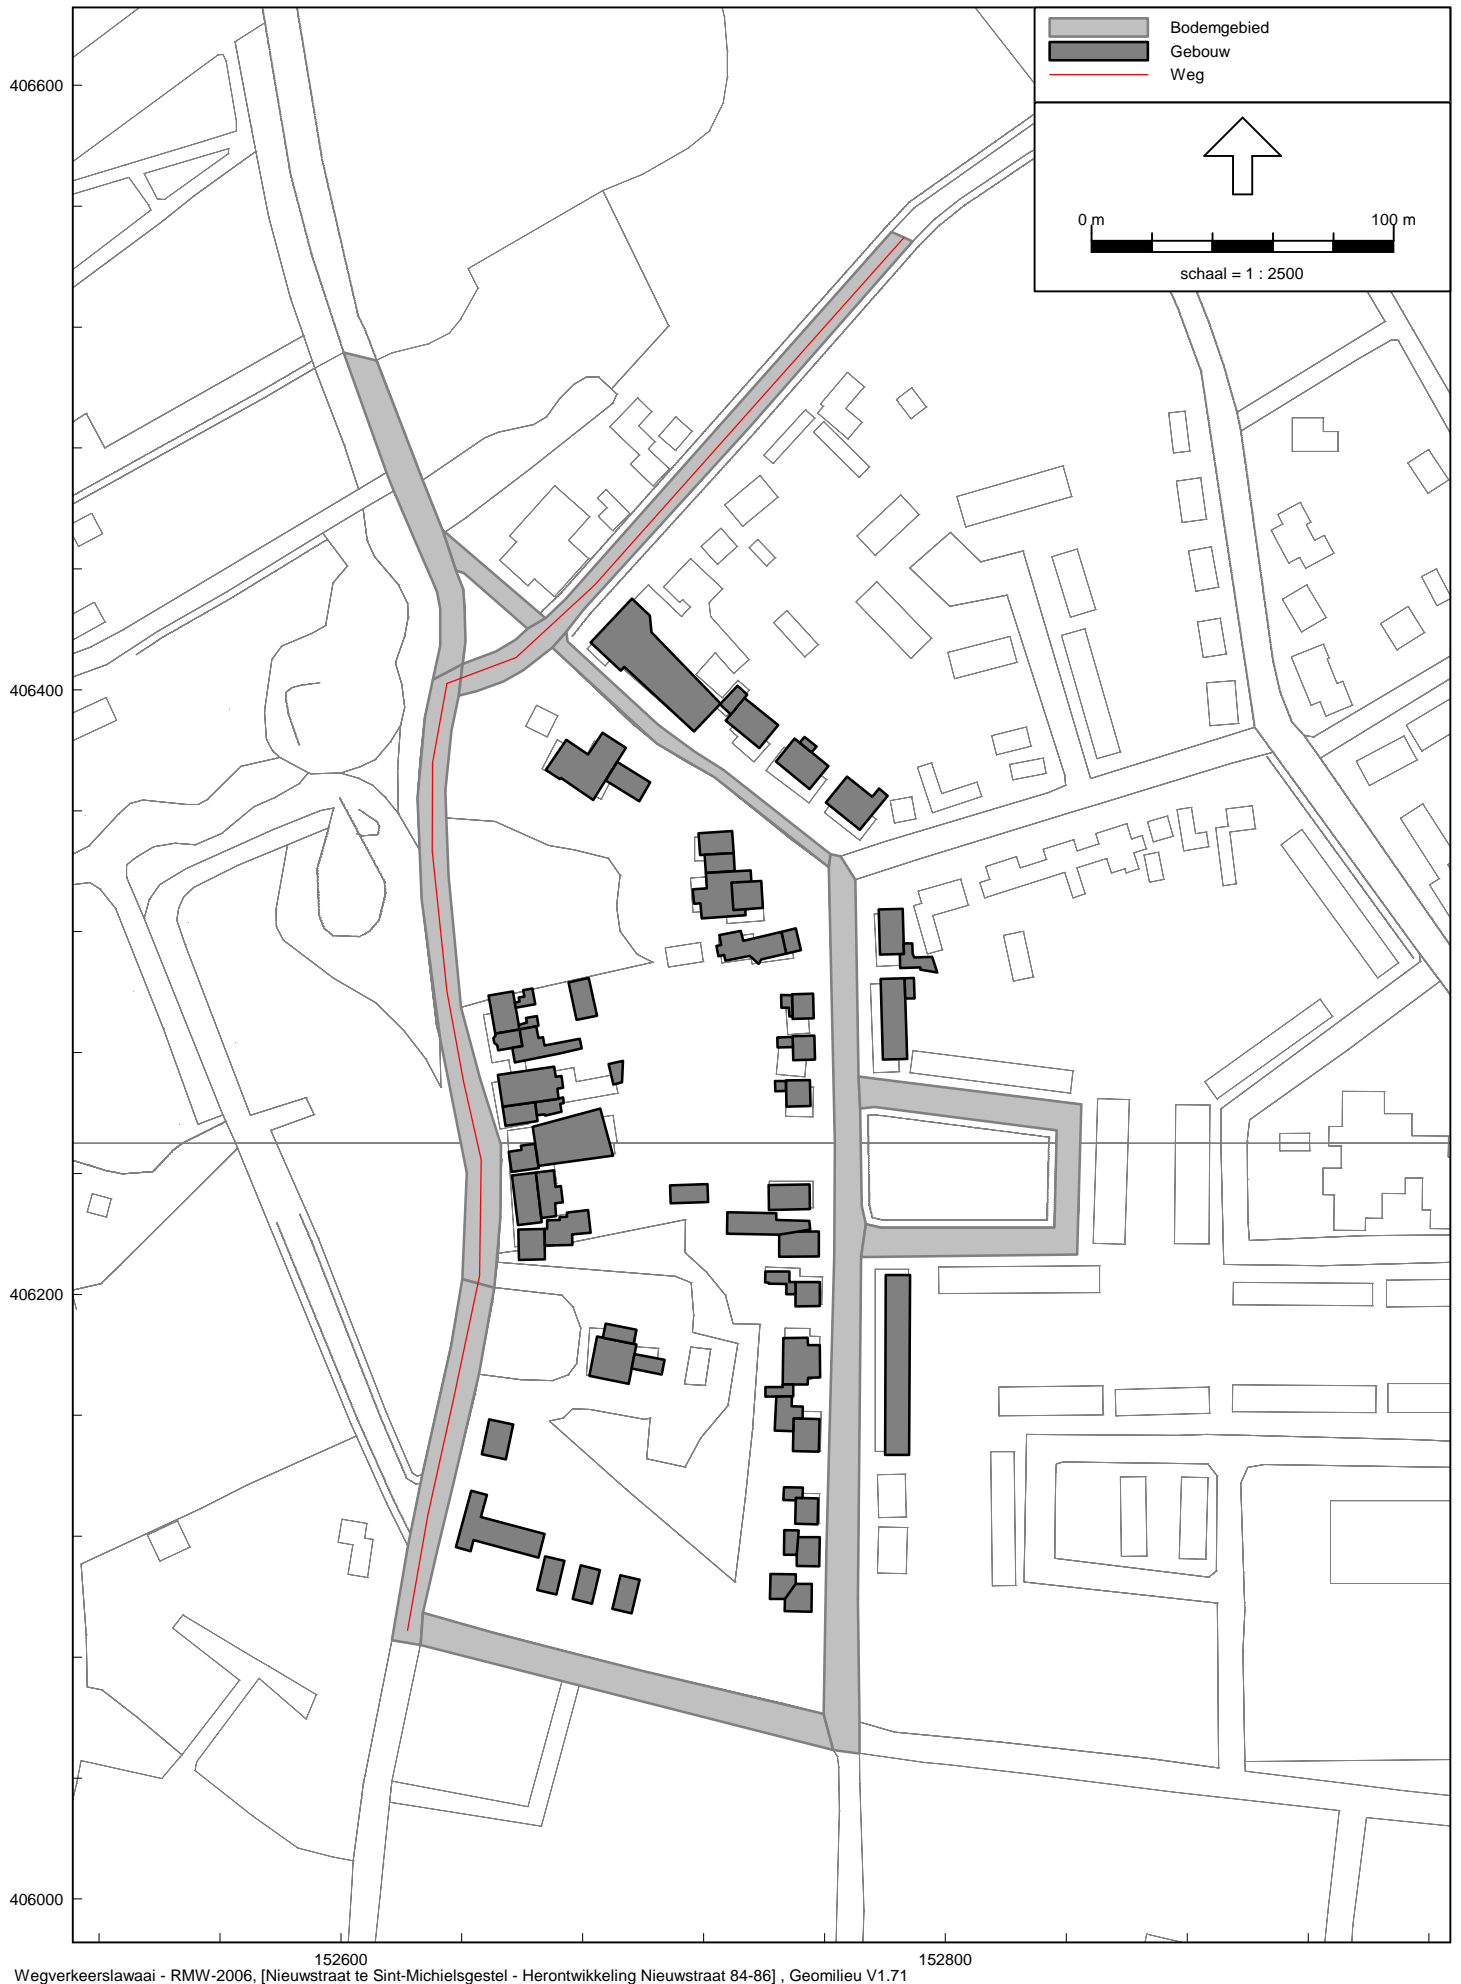 Bodemgebied
Gebouw
Weg
0 m 100 m
schaal = 1 : 2500
406600
406400
406200
406000
152600 152800
Wegverkeerslawaai - RMW-2006, [Nieuwstraat te Sint-Michielsgestel - Herontwikkeling Nieuwstraat 84-86] , Geomilieu V1.71